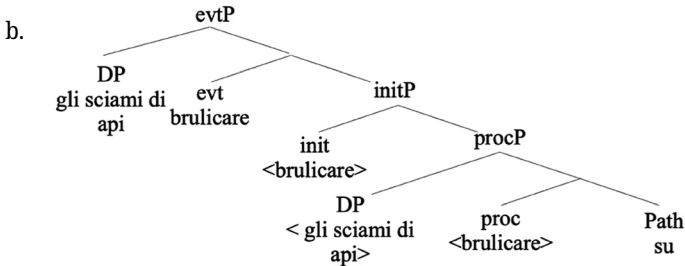 b.
evtP
DP
gli sciami di
api
evt
brulicare
initP
init
<brulicare>
procP
DP
< gli sciami di
api>
proc
<brulicare>
Path
su